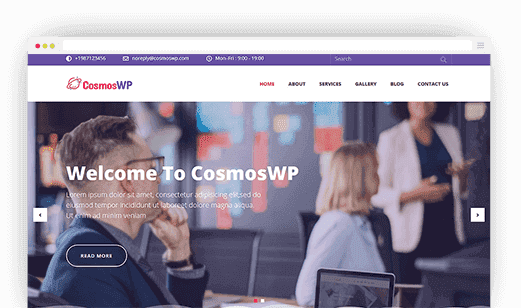 +1987123456 noreply@cosmoswp.com Mon-Fri : 9:00 - 19:00 Search
CosmosWP HOME ABOUT SERVICES GALLERY BLOG CONTACT US
Welcome To CosmosWP
Lorem ipsum dolor sit amet, consectetur adipiscing elit, sed do
eiusmod tempor incididunt ut laboreet dolore magna aliqua.
Ut enim ad minim veniam
READ MORE